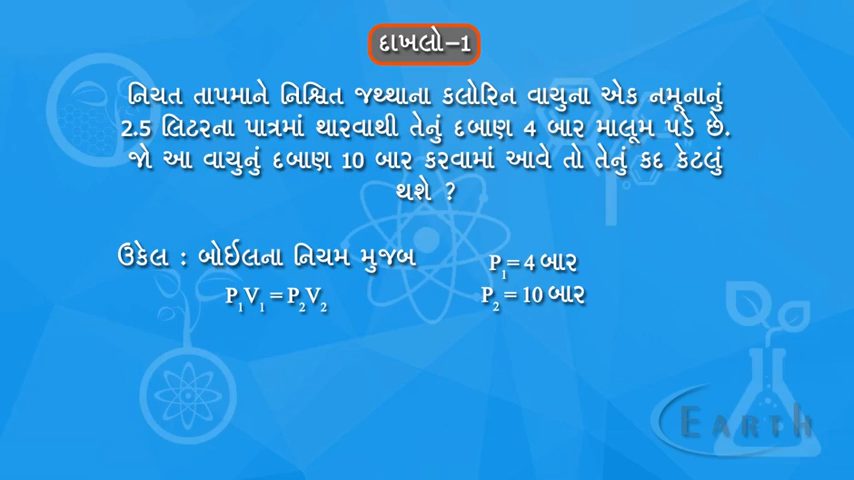 દાખલો–1
નિયત તાપમાને નિશ્ચિત જથ્થાના ક્લોરિન વાયુના એક નમૂનાનું
2.5 લિટરના પાત્રમાં થારવાથી તેનું દબાણ 4 બાર માલૂમ પડે છે.
જો આ વાયુનું દબાણ 10 બાર કરવામાં આવે તો તેનું કદ કેટલું
થશે ?
ઉકેલ : બોઈલના નિયમ મુજબ
P₁V₁ = P₂V₂
P₁= 4 બાર
P₂ = 10 બાર
EARTH